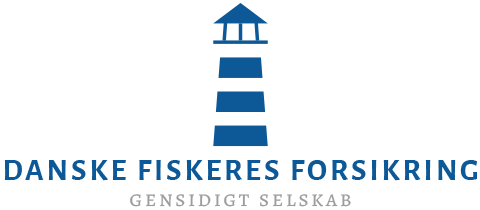 DANSKE FISKERES FORSIKRING
GENSIDIGT SELSKAB